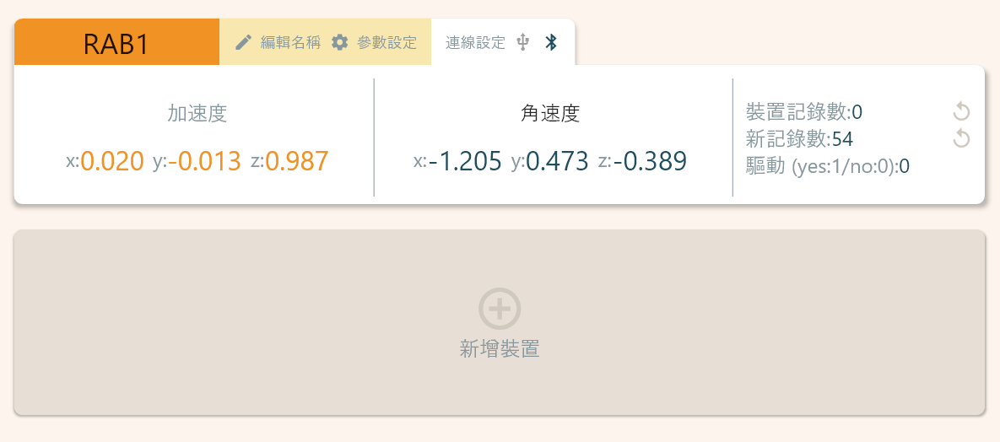 RAB1 編輯名稱 參數設定 連線設定
加速度 角速度
x:0.020 y:-0.013 z:0.987 x:-1.205 y:0.473 z:-0.389
裝置記錄數:0
新記錄數:54
驅動 (yes:1/no:0):0
新增裝置